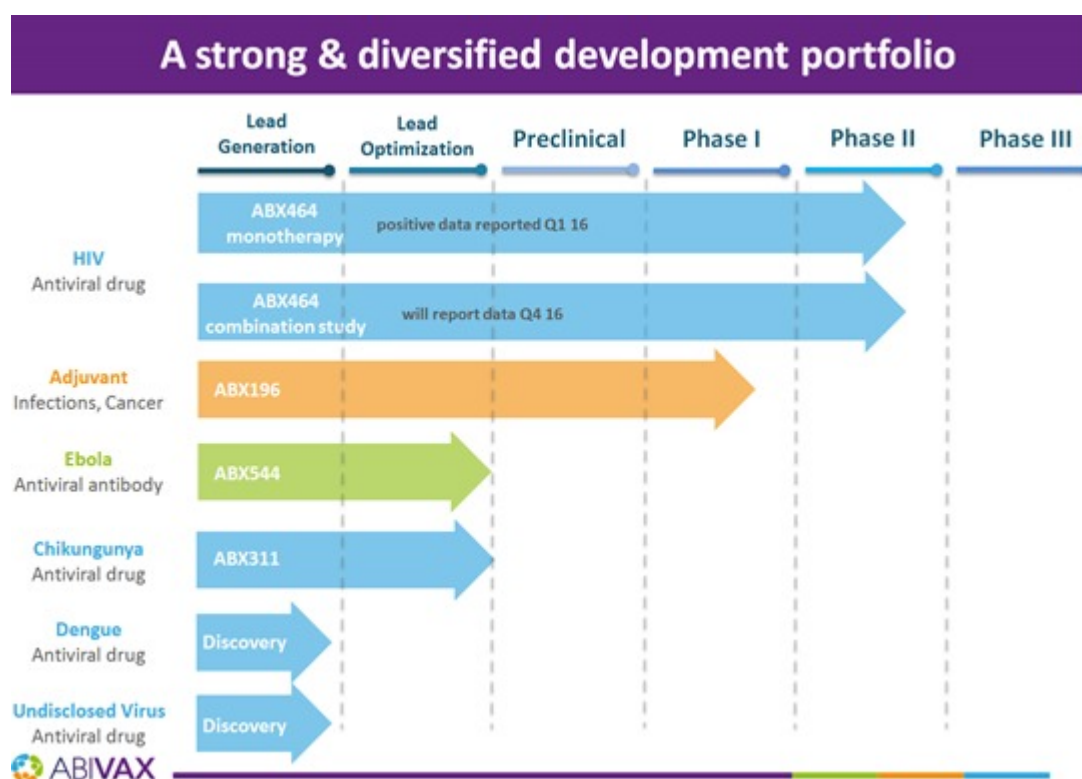 A strong & diversified development portfolio
Lead
Generation
Lead
Optimization
Preclinical
Phase I
Phase II
Phase III
HIV
Antiviral drug
ABX464
monotherapy
positive data reported Q1 16
ABX464
combination study
will report data Q4 16
Adjuvant
Infections, Cancer
ABX196
Ebola
Antiviral antibody
ABX544
Chikungunya
Antiviral drug
ABX311
Dengue
Antiviral drug
Discovery
Undisclosed Virus
Antiviral drug
Discovery
ABIVAX